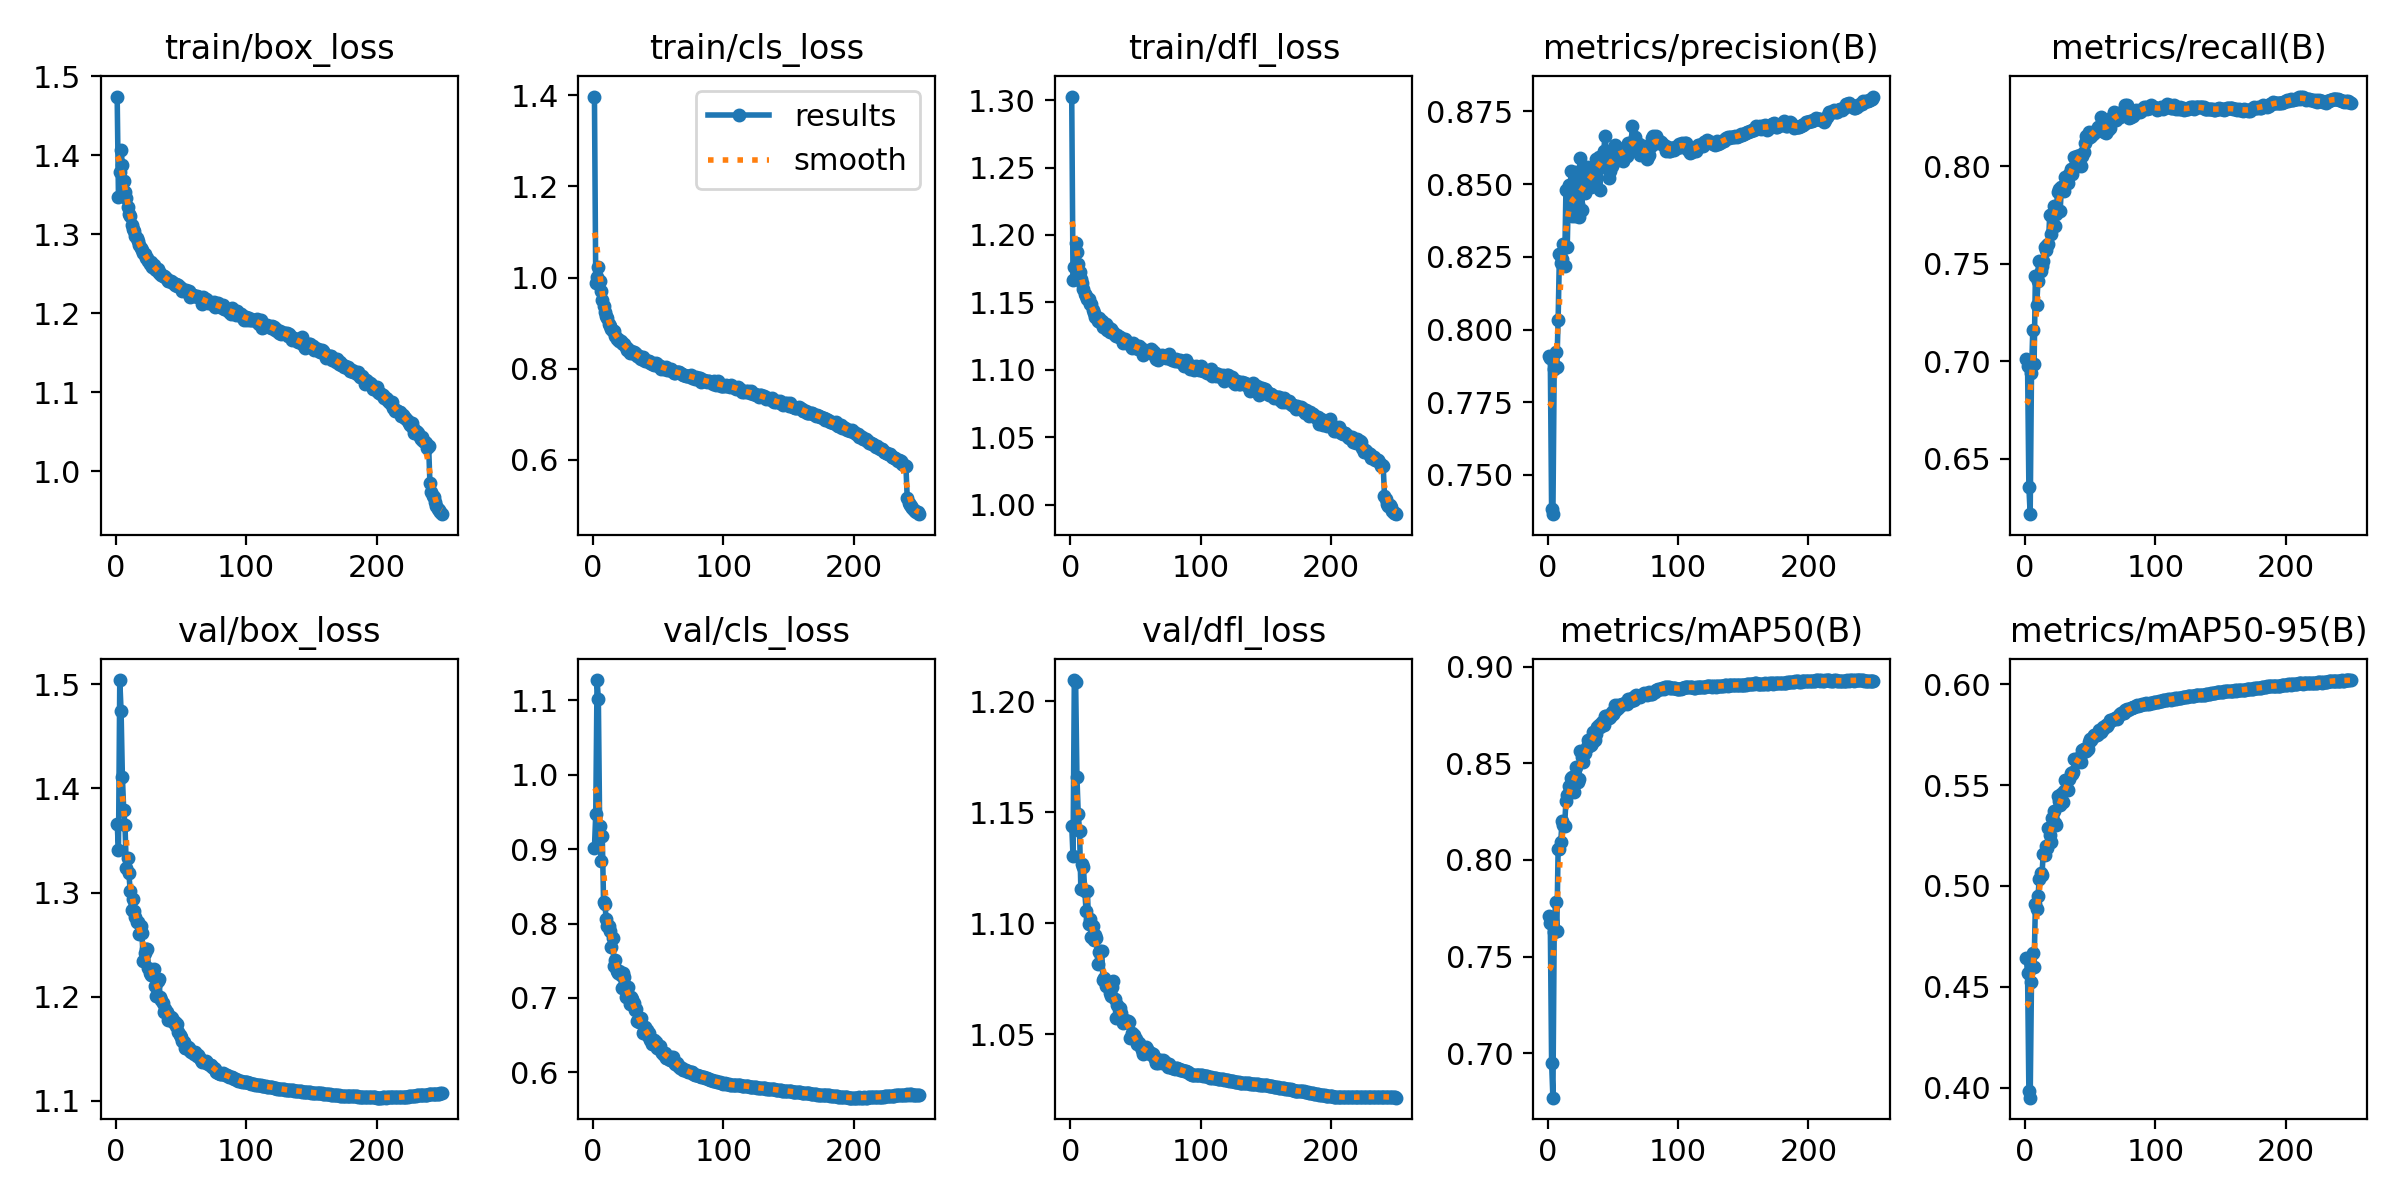 train/box_loss
1.5
1.4
1.3
1.2
1.1
1.0
0 100 200
train/cls_loss
results
smooth
1.4
1.2
1.0
0.8
0.6
0 100 200
train/dfl_loss
1.30
1.25
1.20
1.15
1.10
1.05
1.00
0 100 200
metrics/precision(B)
0.875
0.850
0.825
0.800
0.775
0.750
0 100 200
metrics/recall(B)
0.80
0.75
0.70
0.65
0 100 200
val/box_loss
1.5
1.4
1.3
1.2
1.1
0 100 200
val/cls_loss
1.1
1.0
0.9
0.8
0.7
0.6
0 100 200
val/dfl_loss
1.20
1.15
1.10
1.05
0 100 200
metrics/mAP50(B)
0.90
0.85
0.80
0.75
0.70
0 100 200
metrics/mAP50-95(B)
0.60
0.55
0.50
0.45
0.40
0 100 200